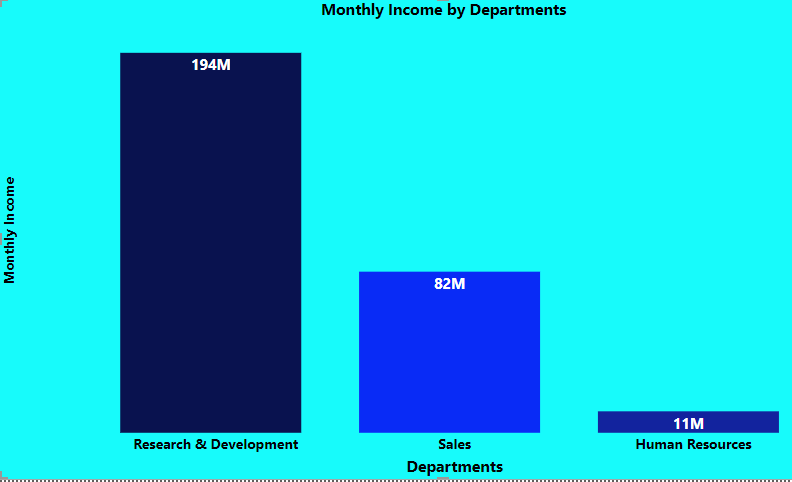 Monthly Income by Departments
194M
82M
11M
Monthly Income
Research & Development
Sales
Human Resources
Departments